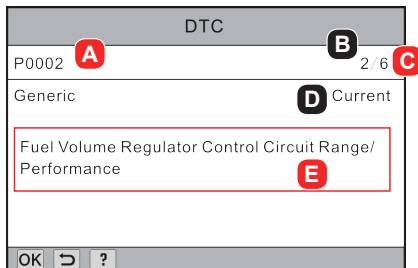 DTC
B
P0002 A 2/6 C
Generic D Current
Fuel Volume Regulator Control Circuit Range/
Performance E
OK ?